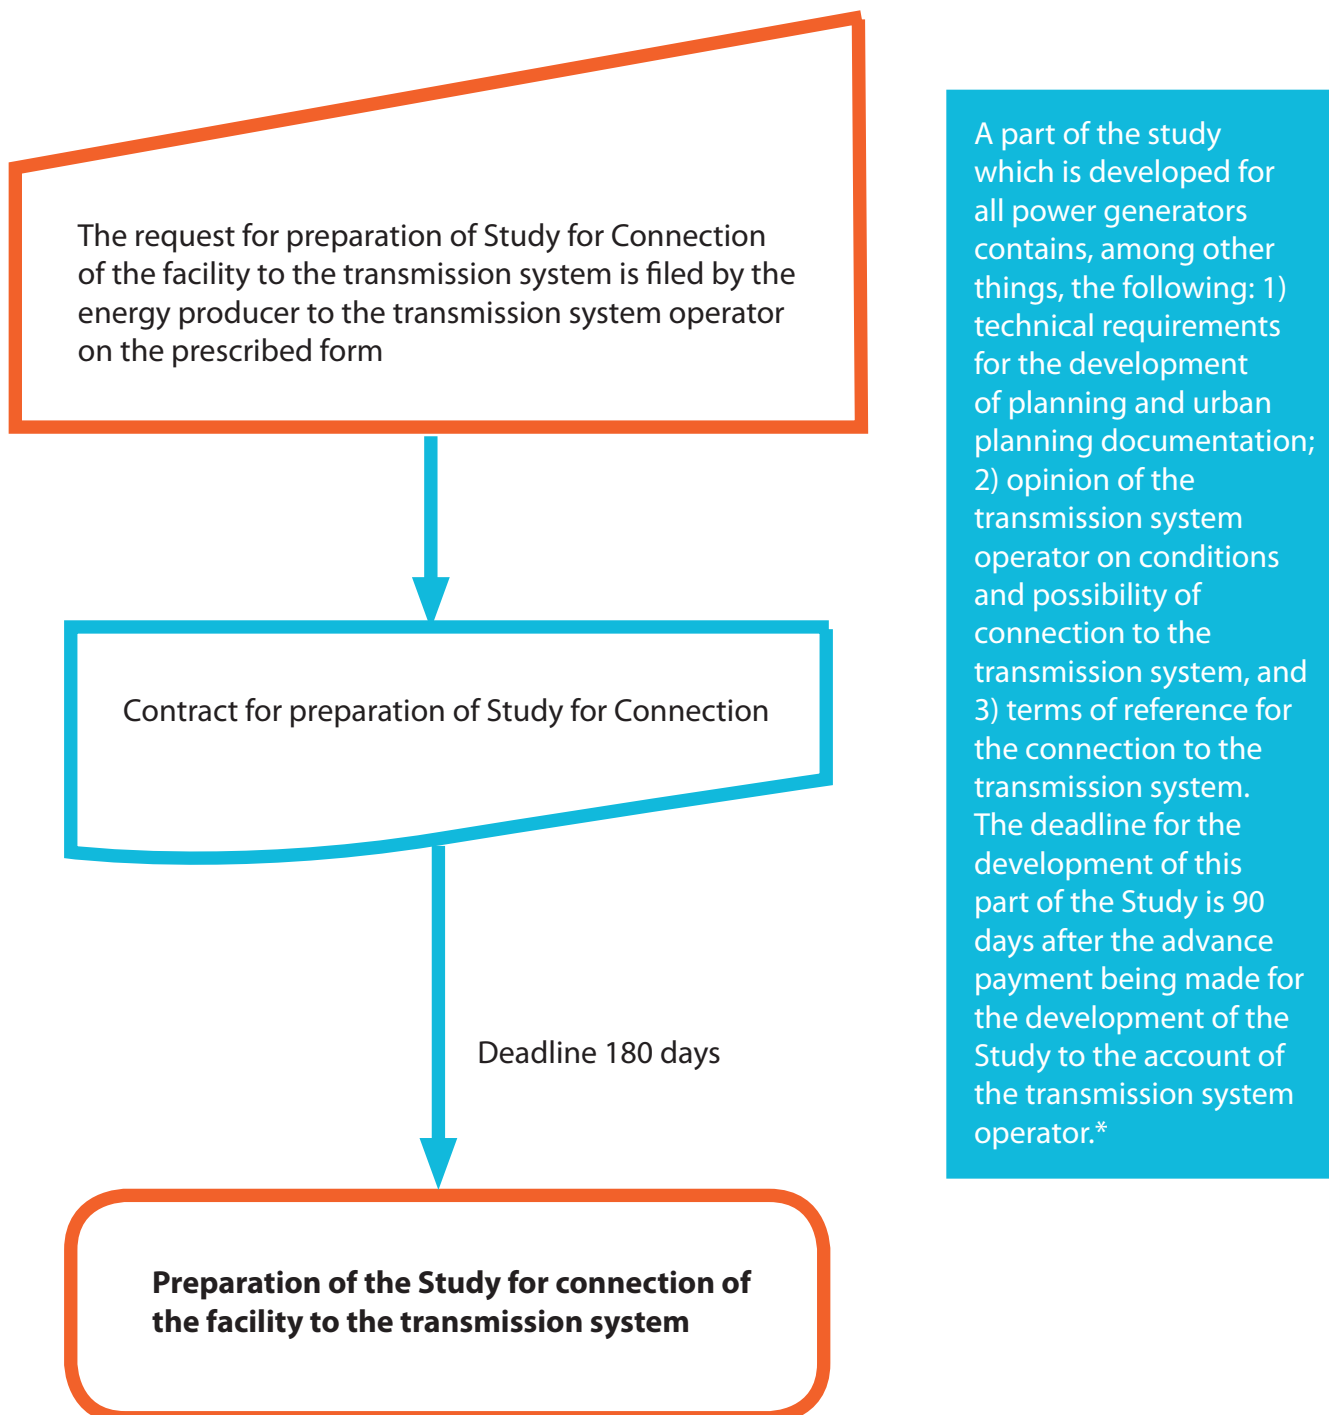 The request for preparation of Study for Connection
of the facility to the transmission system is filed by the
energy producer to the transmission system operator
on the prescribed form
Contract for preparation of Study for Connection
Deadline 180 days
Preparation of the Study for connection of
the facility to the transmission system
A part of the study
which is developed for
all power generators
contains, among other
things, the following: 1)
technical requirements
for the development
of planning and urban
planning documentation;
2) opinion of the
transmission system
operator on conditions
and possibility of
connection to the
transmission system, and
3) terms of reference for
the connection to the
transmission system.
The deadline for the
development of this
part of the Study is 90
days after the advance
payment being made for
the development of the
Study to the account of
the transmission system
operator.*